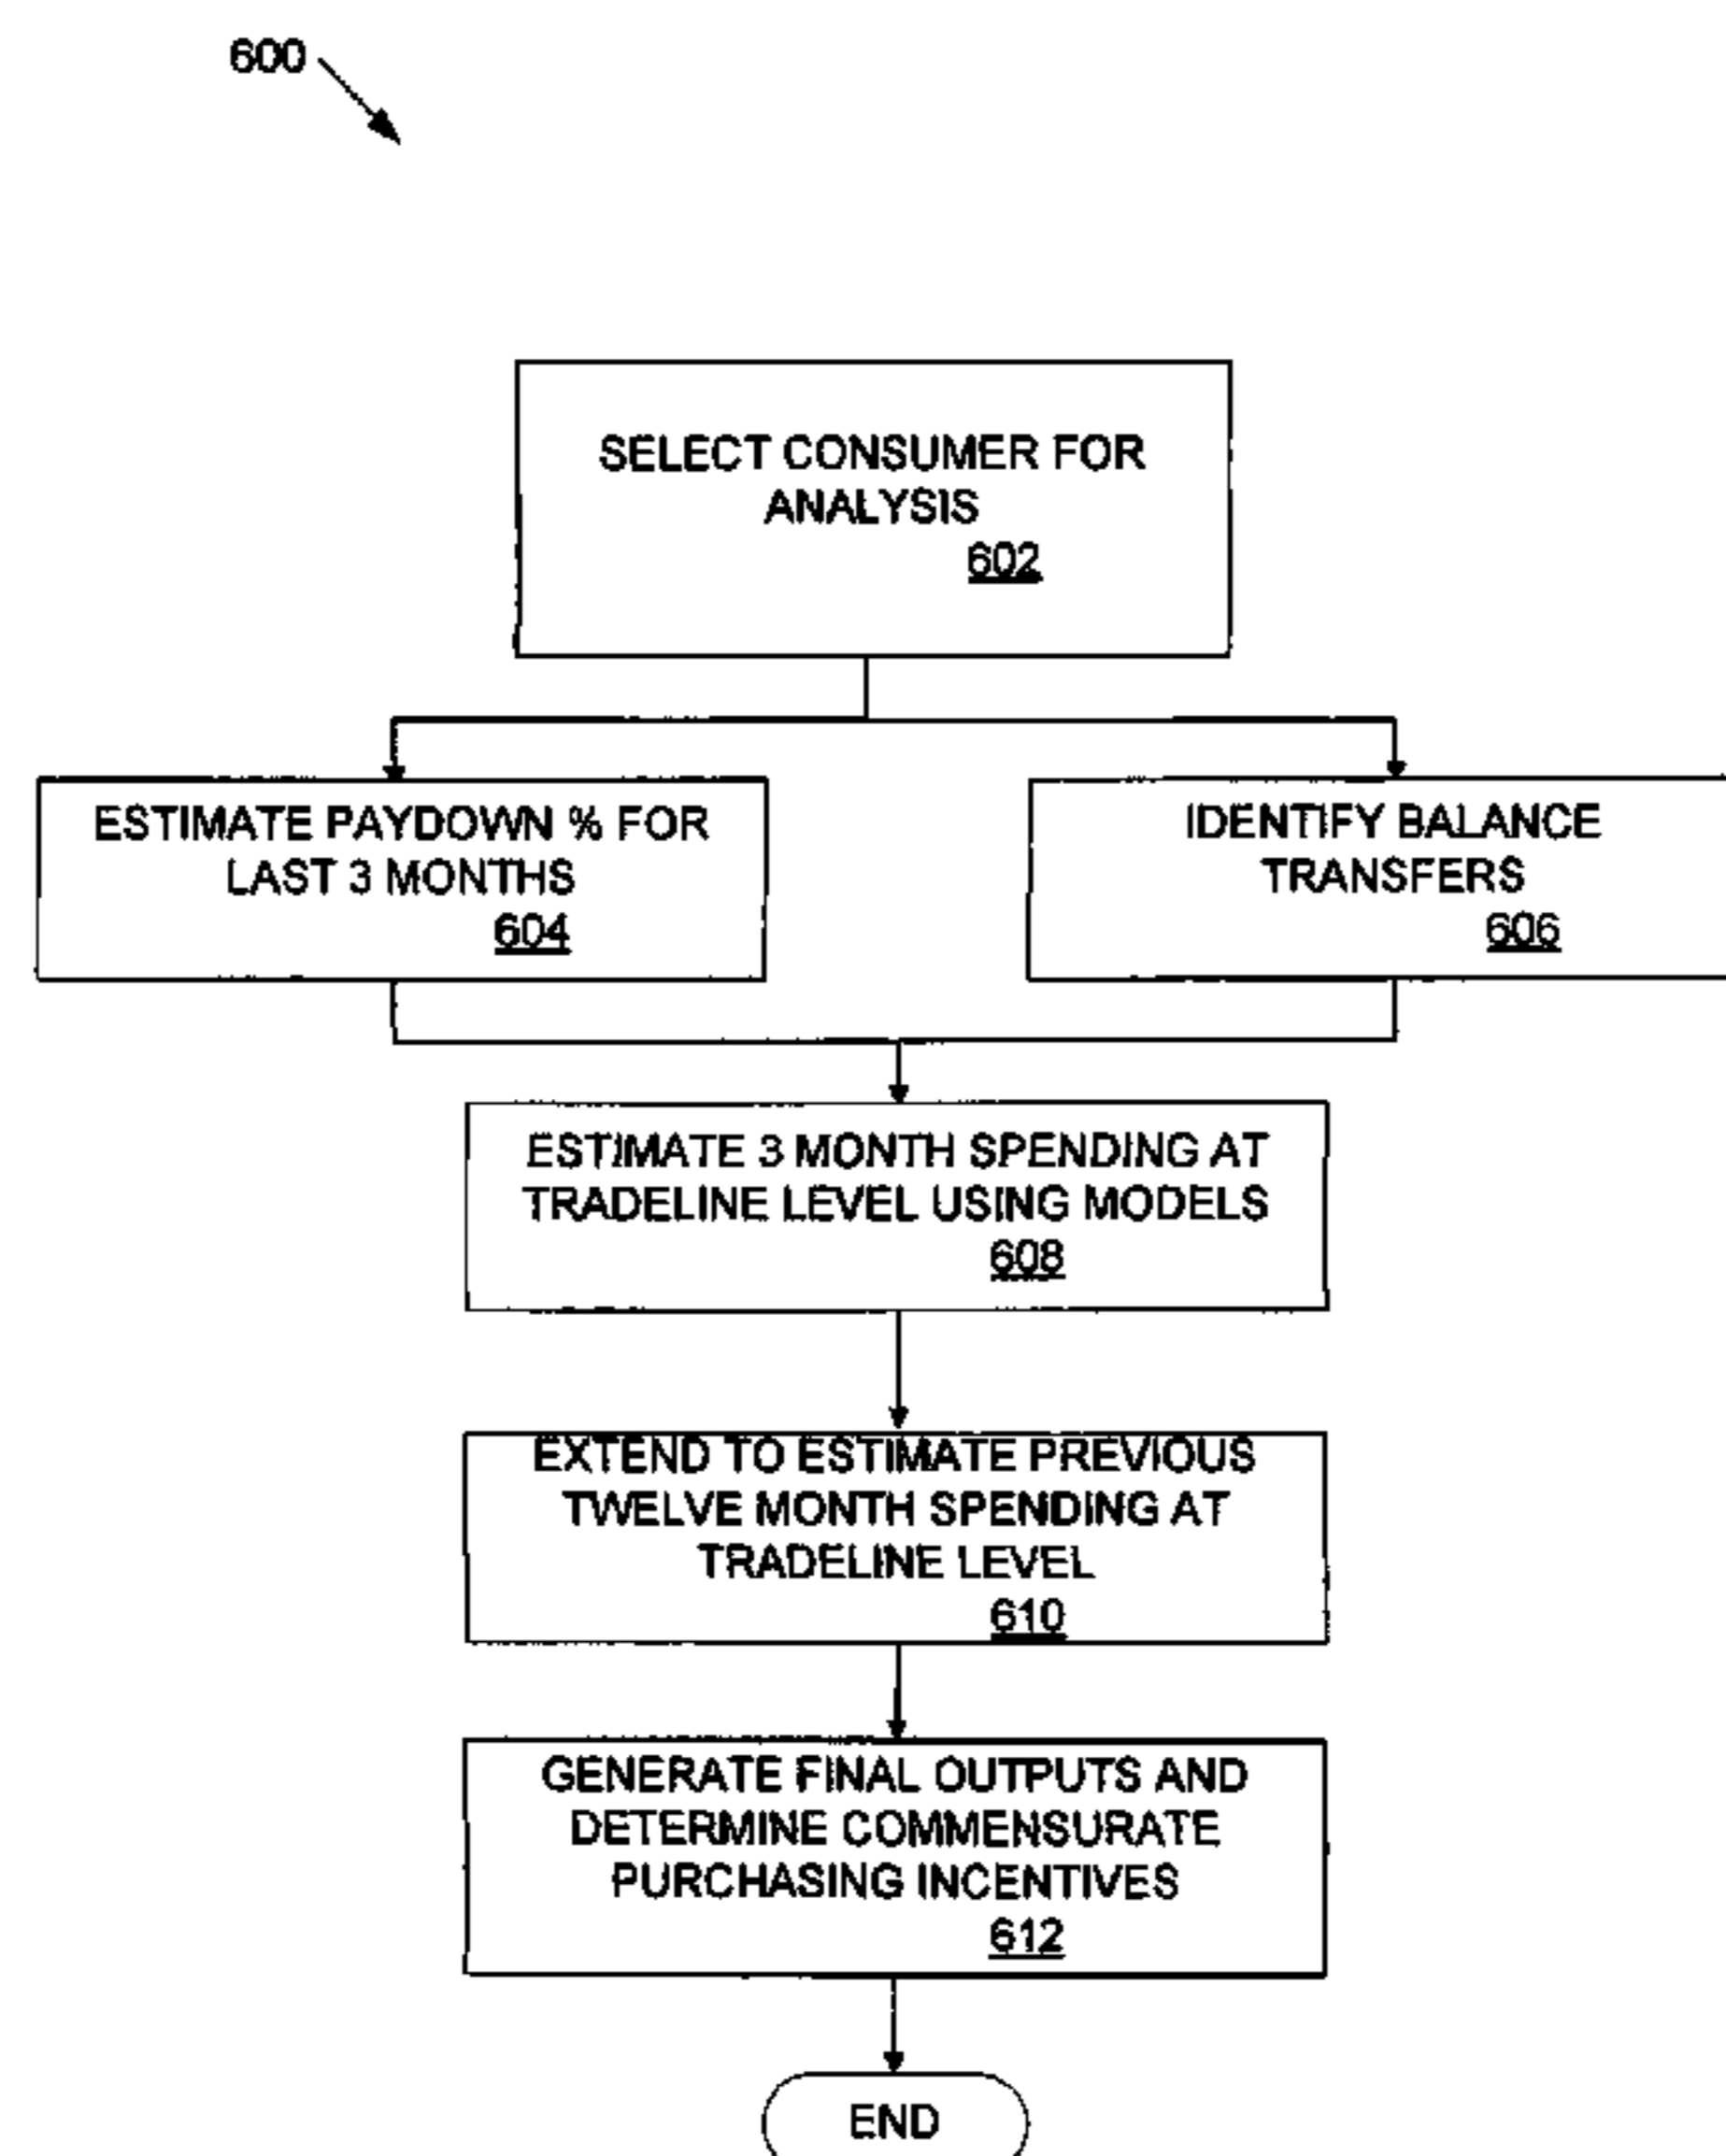 600
SELECT CONSUMER FOR
ANALYSIS
602
ESTIMATE PAYDOWN % FOR
LAST 3 MONTHS
604
IDENTIFY BALANCE
TRANSFERS
606
ESTIMATE 3 MONTH SPENDING AT
TRADELINE LEVEL USING MODELS
608
EXTEND TO ESTIMATE PREVIOUS
TWELVE MONTH SPENDING AT
TRADELINE LEVEL
610
GENERATE FINAL OUTPUTS AND
DETERMINE COMMENSURATE
PURCHASING INCENTIVES
612
END